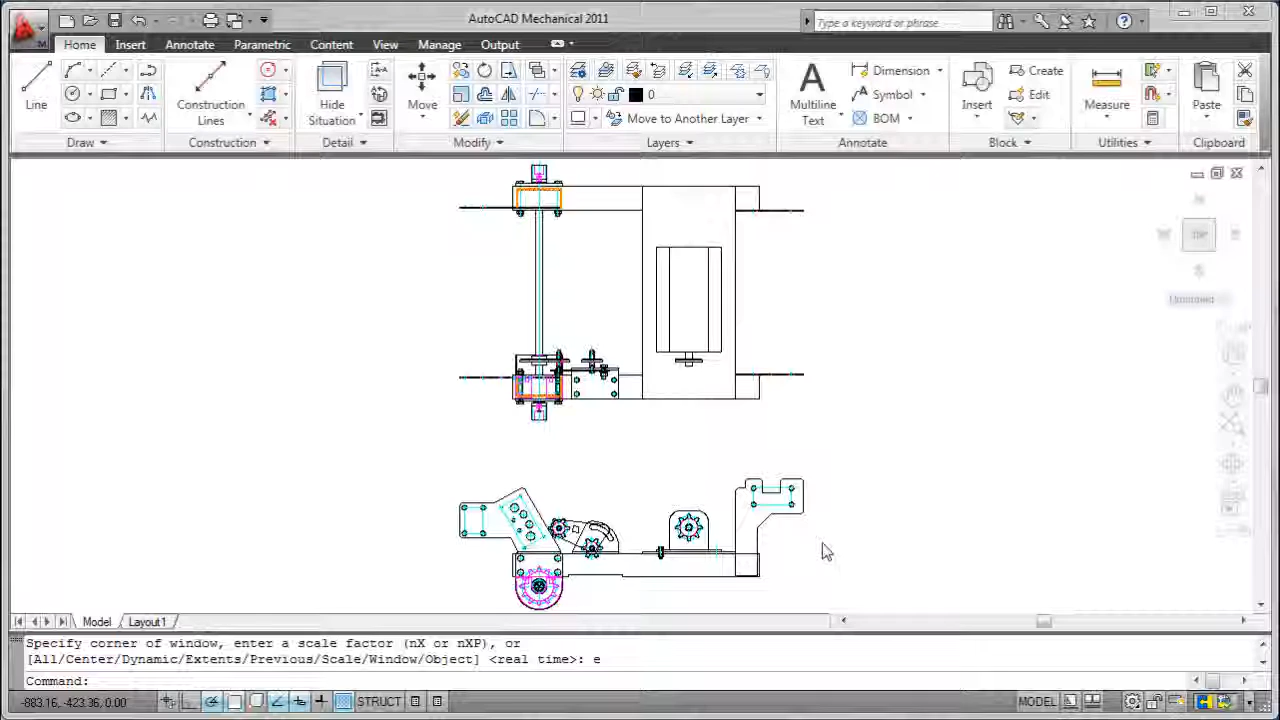 AutoCAD Mechanical 2011
Type a keyword or phrase
Home Insert Annotate Parametric Content View Manage Output
Line
Construction
Lines
Hide
Situation
Move
0
Move to Another Layer
Multiline
Text
Dimension
Symbol
BOM
Insert
Create
Edit
Measure
Paste
Draw Construction Detail Modify Layers Annotate Block Utilities Clipboard
TOP
Unnamed
Model Layout1
Specify corner of window, enter a scale factor (nX or nXP), or
[All/Center/Dynamic/Extents/Previous/Scale/Window/Object] <real time>: e
Command:
-883.16, -423.36, 0.00 STRUCT MODEL